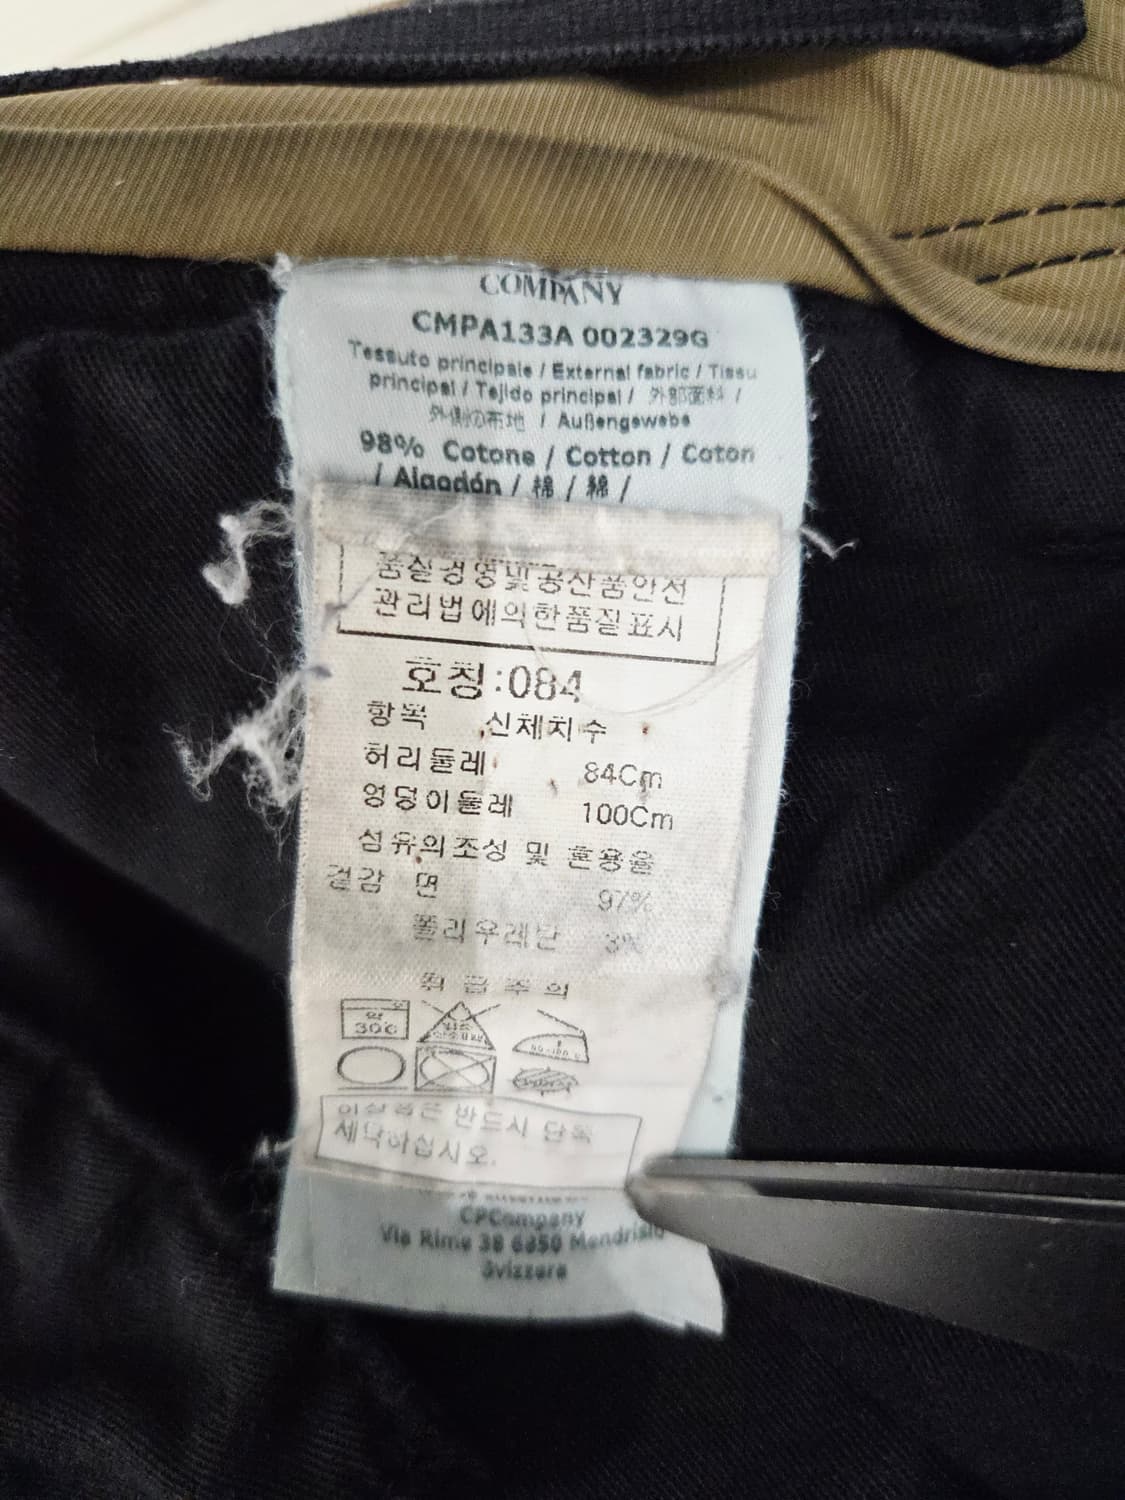 COMPANY
CMPA133A 002329G
Tessuto principale / External fabric / Tissu
principal / Tejido principal / 外部面料 /
外側の布地 / Außengewebe
98% Cotone / Cotton / Coton
/ Algodón / 棉 / 綿 /
품질경영및공산품안전
관리법에의한품질표시
호칭:084
항목 신체치수
허리둘레 84Cm
엉덩이둘레 100Cm
섬유의조성 및 혼용율
겉감 면 97%
폴리우레탄 3%
취급주의
약
30℃
80-120℃
반드시 단독
세탁하십시오.
CPCompany
Via Rime 38 6850 Mendrisio
Svizzera